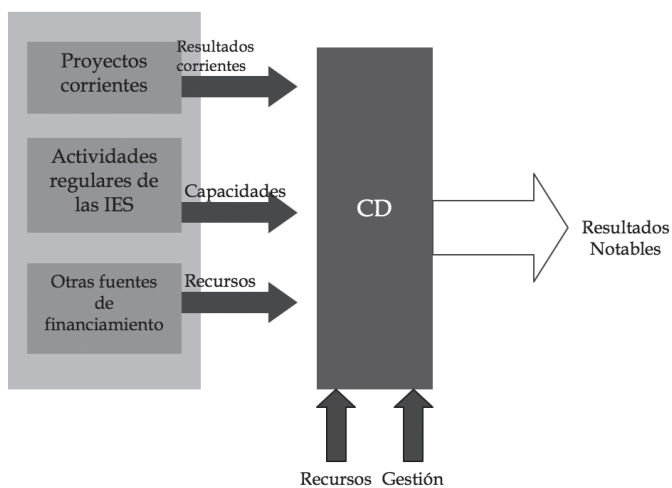 Proyectos
corrientes
Resultados
corrientes
Actividades
regulares de
las IES
Capacidades
Otras fuentes
de
financiamiento
Recursos
CD
Resultados
Notables
Recursos
Gestión